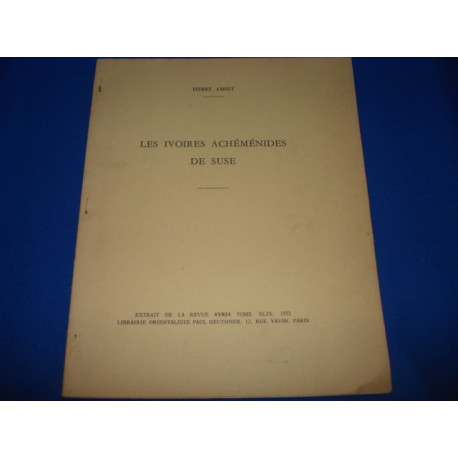 PIERRE AMIET
LES IVOIRES ACHÉMÉNIDES
DE SUSE
EXTRAIT DE LA REVUE SYRIA TOME XLIX, 1972
LIBRAIRIE ORIENTALISTE PAUL GEUTHNER, 12, RUE VAVIN, PARIS